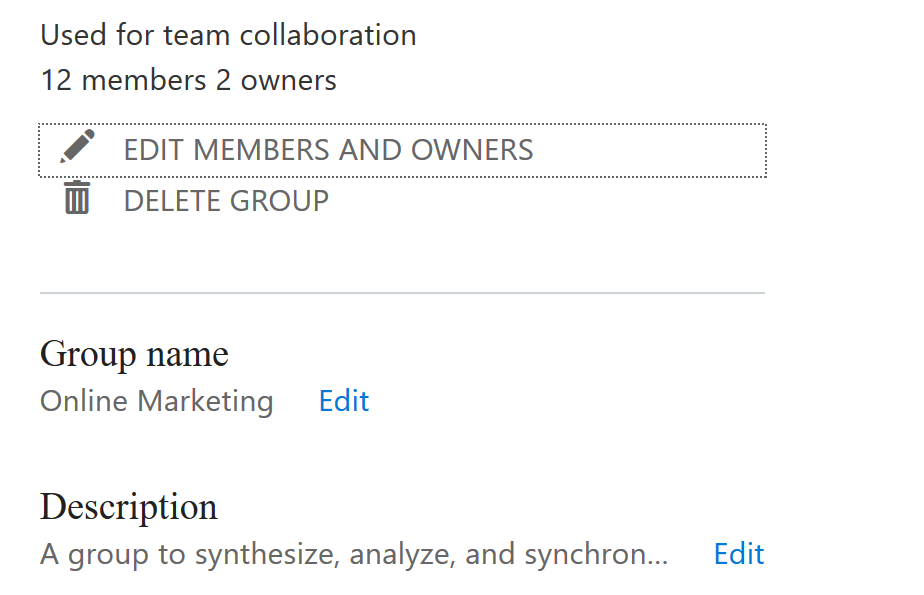 Used for team collaboration
12 members 2 owners
EDIT MEMBERS AND OWNERS
DELETE GROUP
Group name
Online Marketing Edit
Description
A group to synthesize, analyze, and synchron... Edit